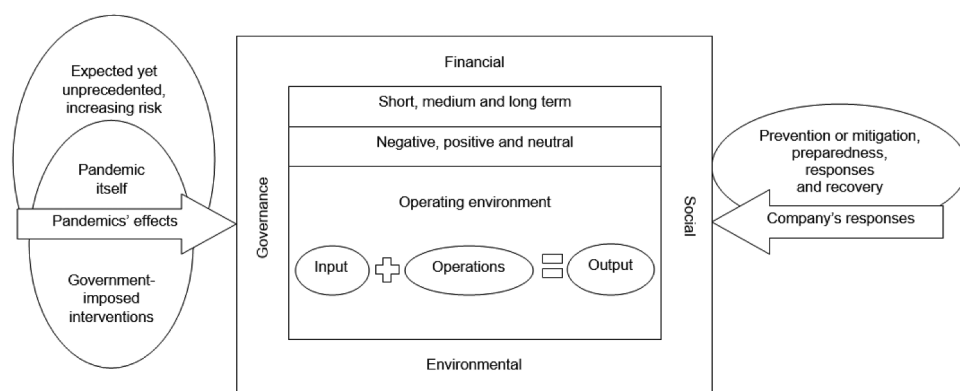 Expected yet
unprecedented,
increasing risk
Pandemic
itself
Pandemics' effects
Government-
imposed
interventions
Financial
Short, medium and long term
Negative, positive and neutral
Governance
Operating environment
Input
Operations
Output
Social
Environmental
Prevention or mitigation,
preparedness,
responses
and recovery
Company's responses